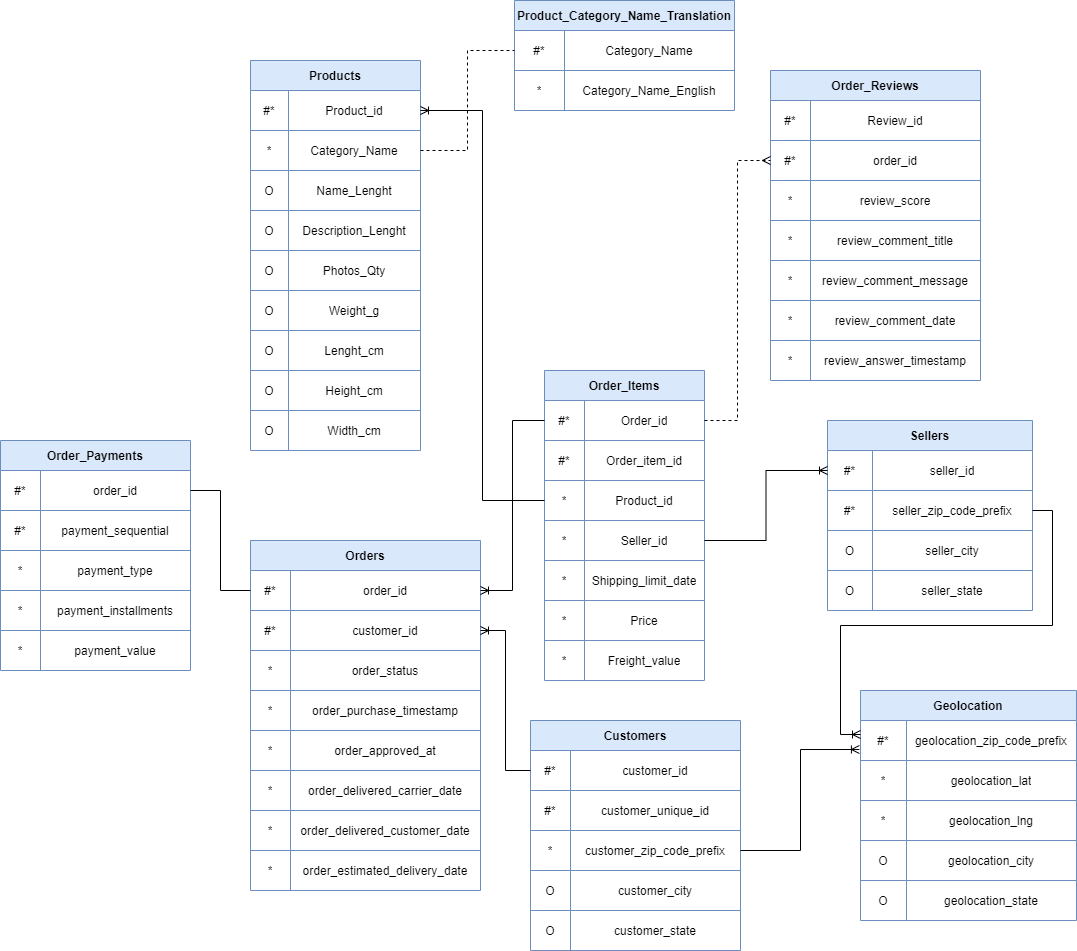 Product_Category_Name_Translation
#* Category_Name
* Category_Name_English
Products
#* Product_id
* Category_Name
O Name_Lenght
O Description_Lenght
O Photos_Qty
O Weight_g
O Lenght_cm
O Height_cm
O Width_cm
Order_Reviews
#* Review_id
#* order_id
* review_score
* review_comment_title
* review_comment_message
* review_comment_date
* review_answer_timestamp
Order_Items
#* Order_id
#* Order_item_id
* Product_id
* Seller_id
* Shipping_limit_date
* Price
* Freight_value
Sellers
#* seller_id
#* seller_zip_code_prefix
O seller_city
O seller_state
Order_Payments
#* order_id
#* payment_sequential
* payment_type
* payment_installments
* payment_value
Orders
#* order_id
#* customer_id
* order_status
* order_purchase_timestamp
* order_approved_at
* order_delivered_carrier_date
* order_delivered_customer_date
* order_estimated_delivery_date
Customers
#* customer_id
#* customer_unique_id
* customer_zip_code_prefix
O customer_city
O customer_state
Geolocation
#* geolocation_zip_code_prefix
* geolocation_lat
* geolocation_lng
O geolocation_city
O geolocation_state